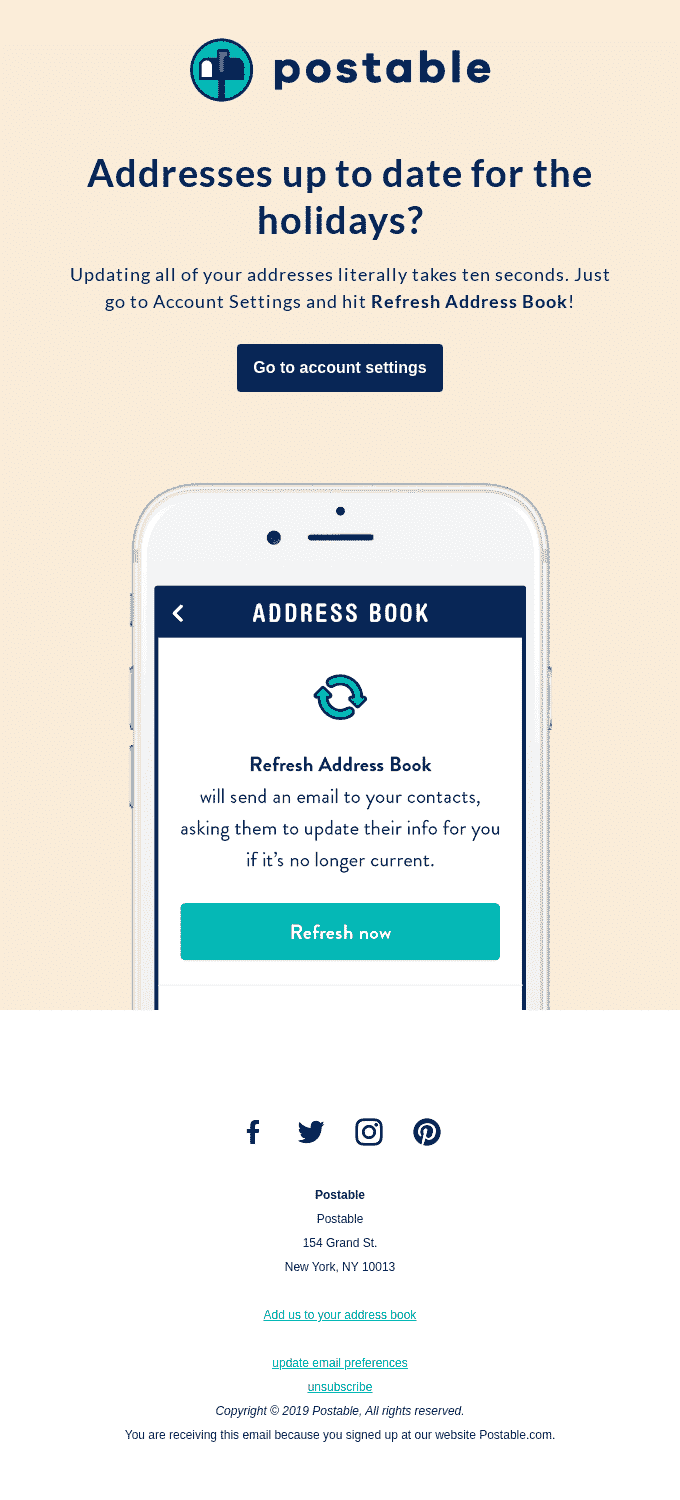 postable
Addresses up to date for the
holidays?
Updating all of your addresses literally takes ten seconds. Just
go to Account Settings and hit Refresh Address Book!
Go to account settings
ADDRESS BOOK
Refresh Address Book
will send an email to your contacts,
asking them to update their info for you
if it's no longer current.
Refresh now
Postable
Postable
154 Grand St.
New York, NY 10013
Add us to your address book
update email preferences
unsubscribe
Copyright © 2019 Postable, All rights reserved.
You are receiving this email because you signed up at our website Postable.com.